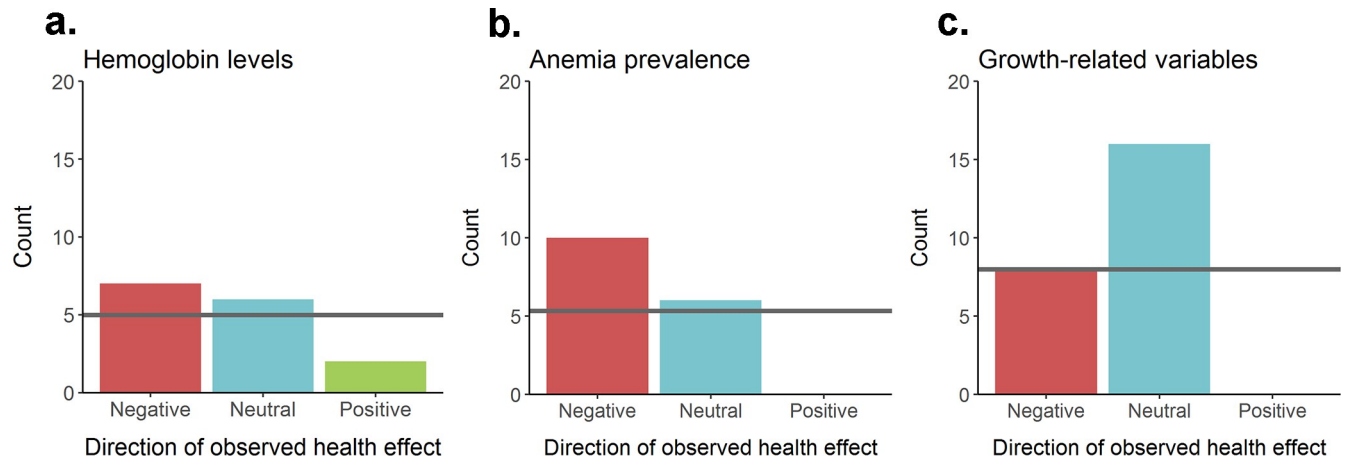 a.
Hemoglobin levels
20
15
10
5
0
Count
Negative Neutral Positive
Direction of observed health effect
b.
Anemia prevalence
20
15
10
5
0
Count
Negative Neutral Positive
Direction of observed health effect
c.
Growth-related variables
20
15
10
5
0
Count
Negative Neutral Positive
Direction of observed health effect